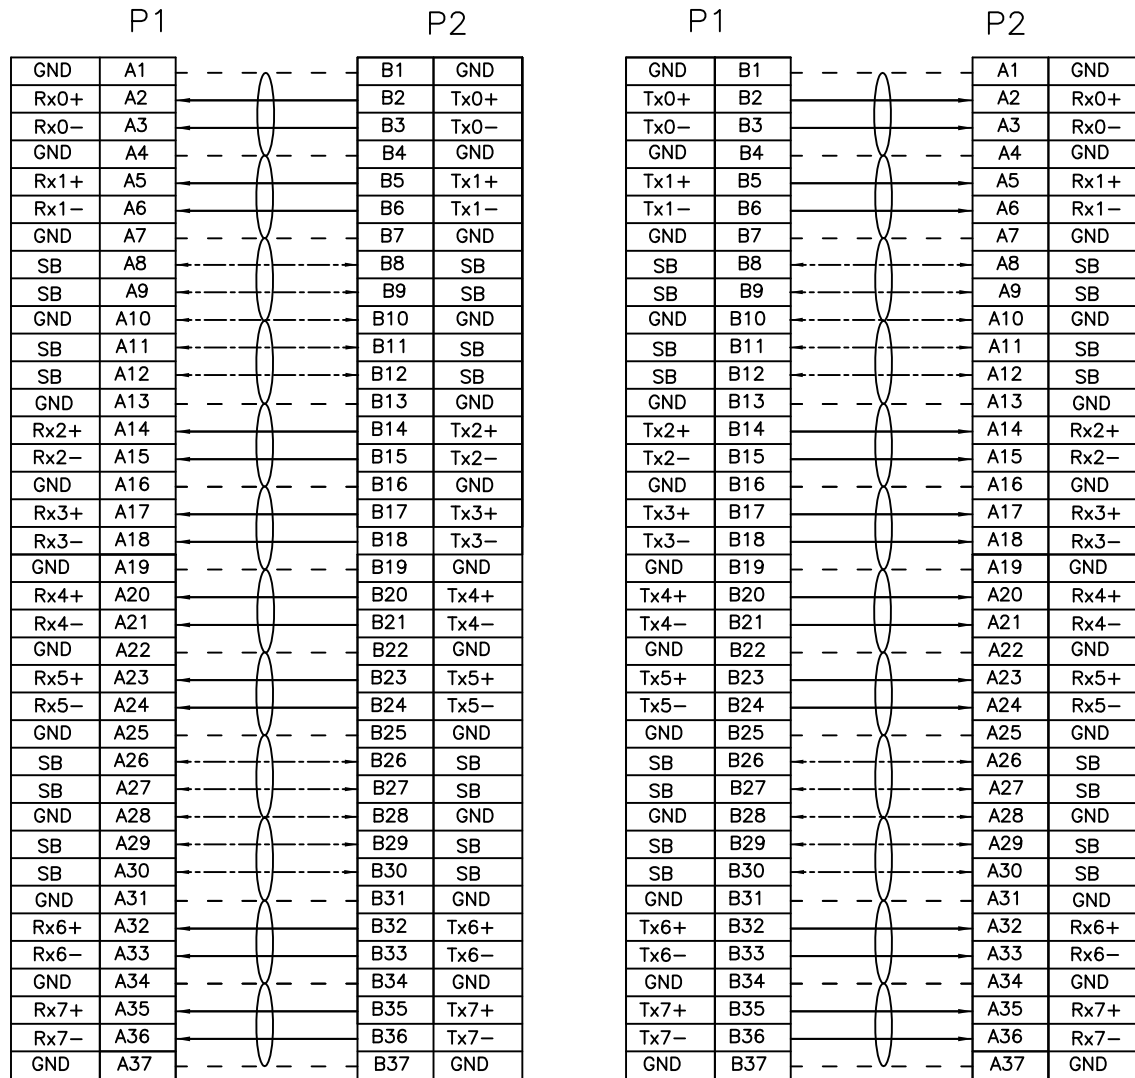 P1 P2 P1 P2
GND A1 B1 GND GND B1 A1 GND
Rx0+ A2 B2 Tx0+ Tx0+ B2 A2 Rx0+
Rx0- A3 B3 Tx0- Tx0- B3 A3 Rx0-
GND A4 B4 GND GND B4 A4 GND
Rx1+ A5 B5 Tx1+ Tx1+ B5 A5 Rx1+
Rx1- A6 B6 Tx1- Tx1- B6 A6 Rx1-
GND A7 B7 GND GND B7 A7 GND
SB A8 B8 SB SB B8 A8 SB
SB A9 B9 SB SB B9 A9 SB
GND A10 B10 GND GND B10 A10 GND
SB A11 B11 SB SB B11 A11 SB
SB A12 B12 SB SB B12 A12 SB
GND A13 B13 GND GND B13 A13 GND
Rx2+ A14 B14 Tx2+ Tx2+ B14 A14 Rx2+
Rx2- A15 B15 Tx2- Tx2- B15 A15 Rx2-
GND A16 B16 GND GND B16 A16 GND
Rx3+ A17 B17 Tx3+ Tx3+ B17 A17 Rx3+
Rx3- A18 B18 Tx3- Tx3- B18 A18 Rx3-
GND A19 B19 GND GND B19 A19 GND
Rx4+ A20 B20 Tx4+ Tx4+ B20 A20 Rx4+
Rx4- A21 B21 Tx4- Tx4- B21 A21 Rx4-
GND A22 B22 GND GND B22 A22 GND
Rx5+ A23 B23 Tx5+ Tx5+ B23 A23 Rx5+
Rx5- A24 B24 Tx5- Tx5- B24 A24 Rx5-
GND A25 B25 GND GND B25 A25 GND
SB A26 B26 SB SB B26 A26 SB
SB A27 B27 SB SB B27 A27 SB
GND A28 B28 GND GND B28 A28 GND
SB A29 B29 SB SB B29 A29 SB
SB A30 B30 SB SB B30 A30 SB
GND A31 B31 GND GND B31 A31 GND
Rx6+ A32 B32 Tx6+ Tx6+ B32 A32 Rx6+
Rx6- A33 B33 Tx6- Tx6- B33 A33 Rx6-
GND A34 B34 GND GND B34 A34 GND
Rx7+ A35 B35 Tx7+ Tx7+ B35 A35 Rx7+
Rx7- A36 B36 Tx7- Tx7- B36 A36 Rx7-
GND A37 B37 GND GND B37 A37 GND